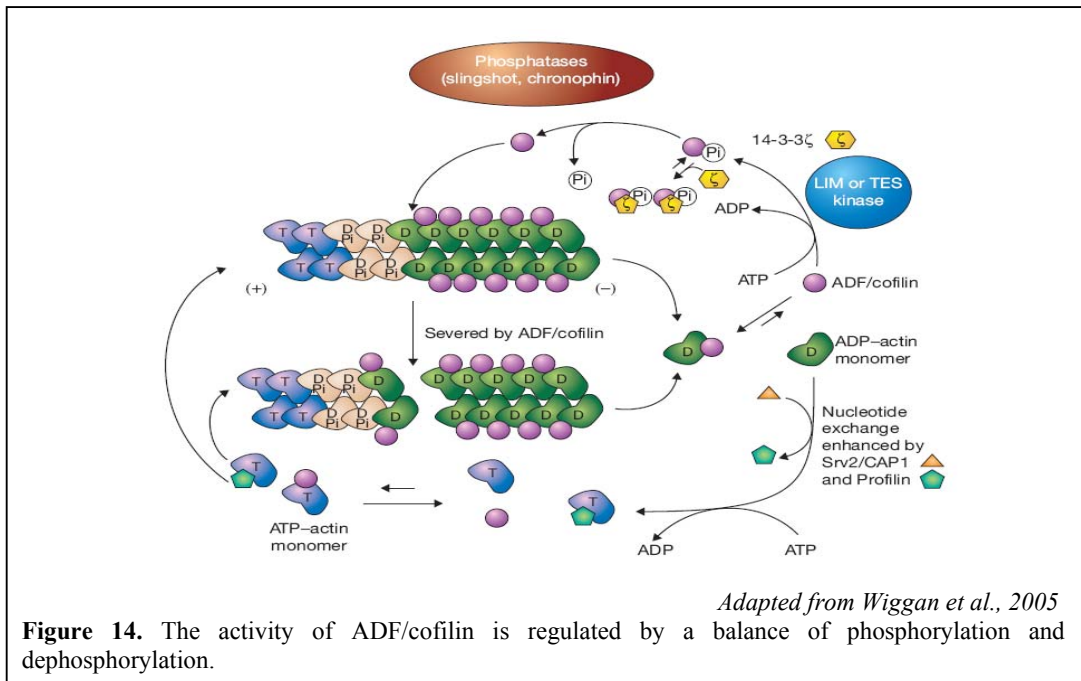 Phosphatases
(slingshot, chronophin)
14-3-3ζ ζ
Pi
Pi
ζ
Pi Pi
ζ ζ
LIM or TES
kinase
ADP
ATP
ADF/cofilin
T T D Pi D Pi D D D D D D
T T D Pi D Pi D D D D D D D
(+)
(−)
Severed by ADF/cofilin
D
D
ADP–actin
monomer
T T D Pi D Pi D
T T D Pi D Pi D
D D D D D
D D D D D
Nucleotide
exchange
enhanced by
Srv2/CAP1
and Profilin
T
T
T
T
ATP–actin
monomer
ADP
ATP
Adapted from Wiggan et al., 2005
Figure 14. The activity of ADF/cofilin is regulated by a balance of phosphorylation and
dephosphorylation.